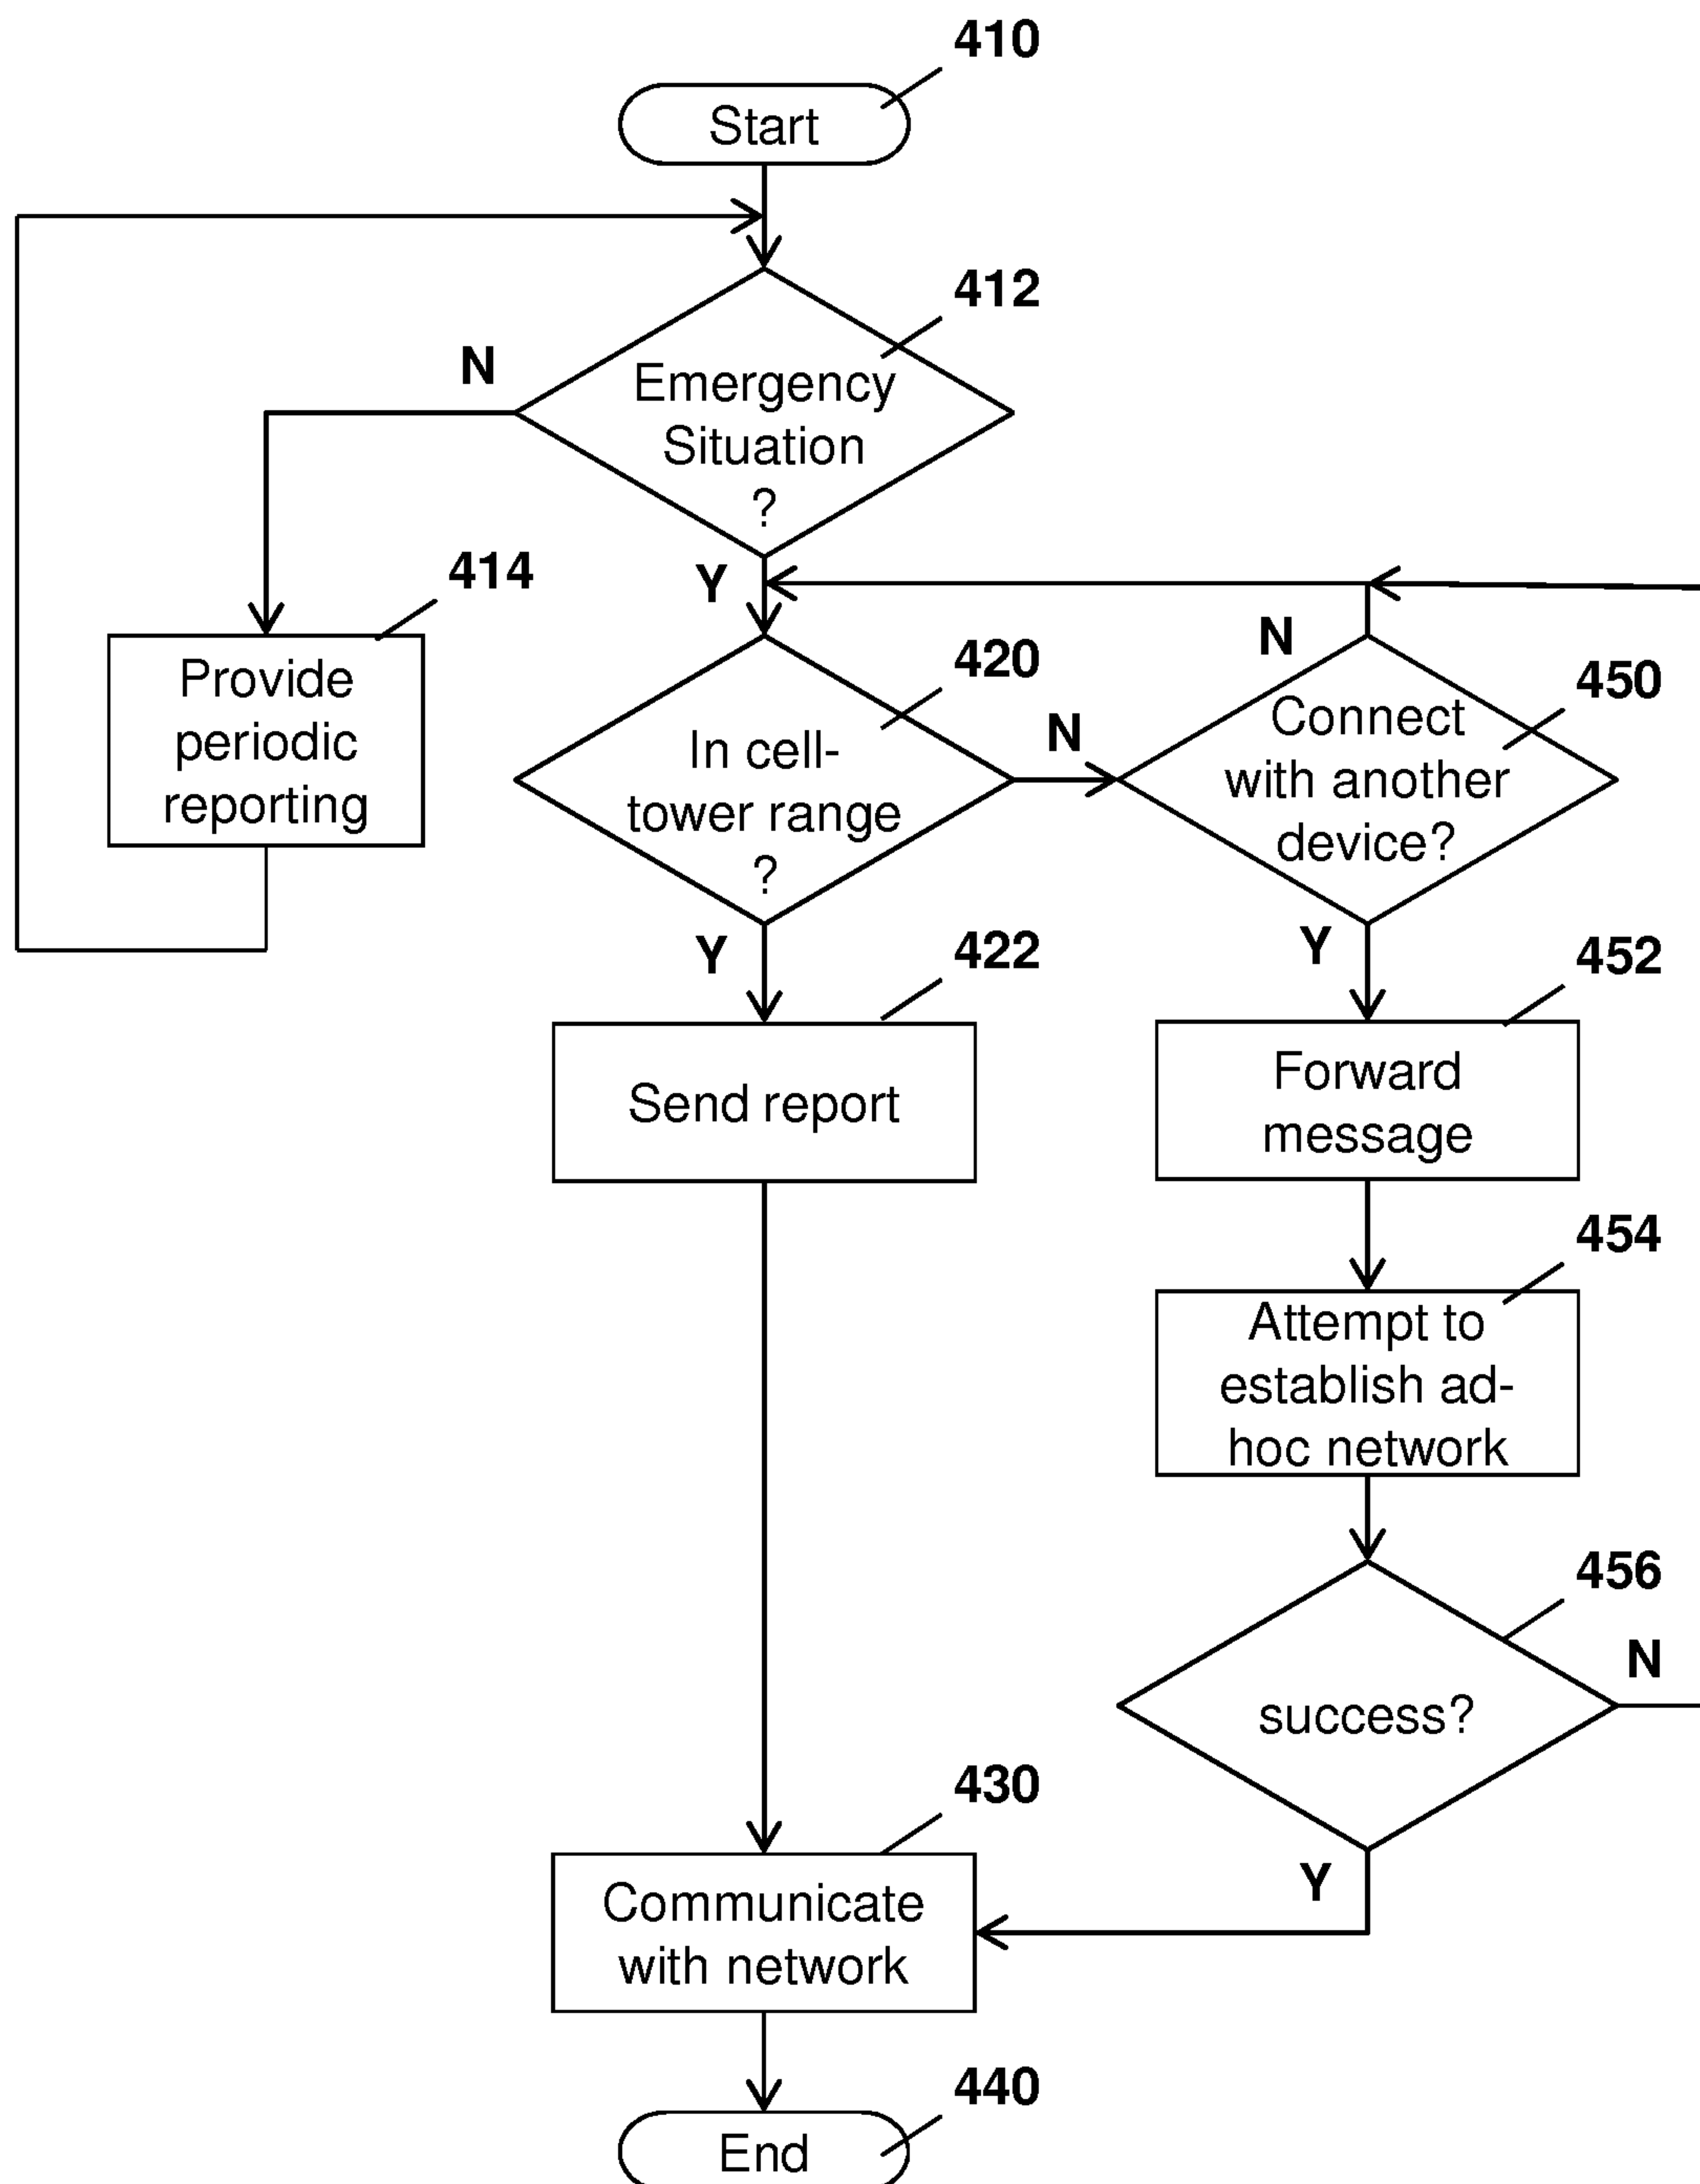 410
Start
412
N
Emergency
Situation
?
Y
414
Provide
periodic
reporting
420
In cell-
tower range
?
N
N
450
Connect
with another
device?
Y
422
Send report
Y
452
Forward
message
454
Attempt to
establish ad-
hoc network
456
success?
N
Y
430
Communicate
with network
440
End